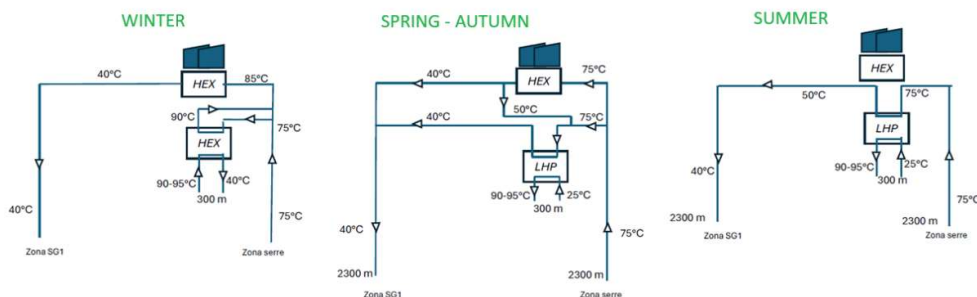 WINTER
40°C
HEX
85°C
90°C
75°C
HEX
90-95°C
40°C
300 m
40°C
40°C
75°C
Zona SG1
Zona serre
SPRING - AUTUMN
40°C
HEX
75°C
50°C
40°C
75°C
LHP
90-95°C
25°C
300 m
40°C
75°C
2300 m
Zona SG1
Zona serre
SUMMER
HEX
50°C
75°C
LHP
90-95°C
25°C
300 m
40°C
75°C
2300 m
2300 m
Zona SG1
Zona serre